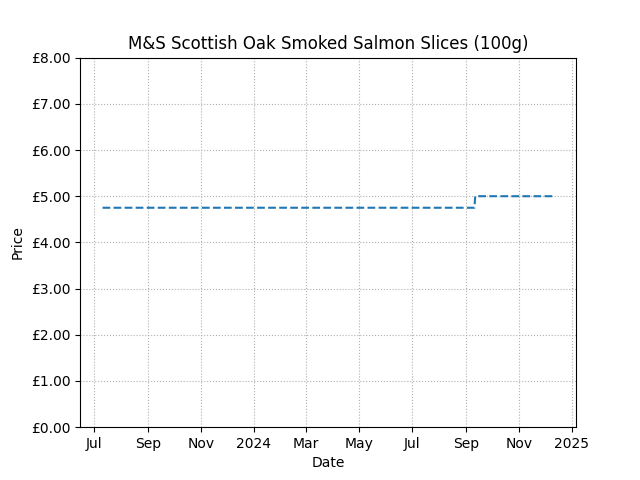 M&S Scottish Oak Smoked Salmon Slices (100g)
£8.00
£7.00
£6.00
£5.00
£4.00
£3.00
£2.00
£1.00
£0.00
Price
Jul Sep Nov 2024 Mar May Jul Sep Nov 2025
Date